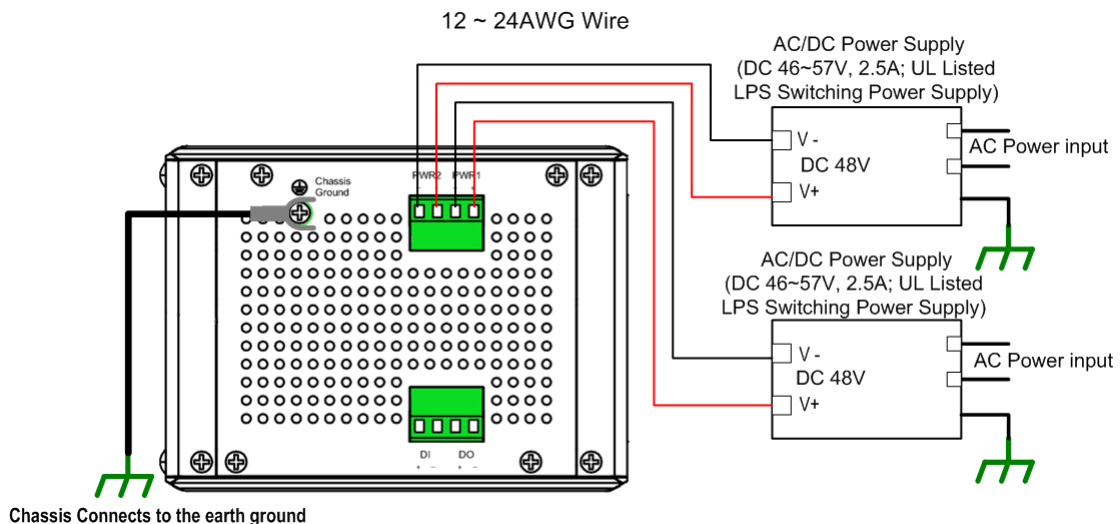 12 ~ 24AWG Wire
AC/DC Power Supply
(DC 46~57V, 2.5A; UL Listed
LPS Switching Power Supply)
V -
DC 48V
V+
AC Power input
Chassis
Ground
PWR2 PWR1
- + - +
AC/DC Power Supply
(DC 46~57V, 2.5A; UL Listed
LPS Switching Power Supply)
V -
DC 48V
V+
AC Power input
DI DO
+ - + -
Chassis Connects to the earth ground